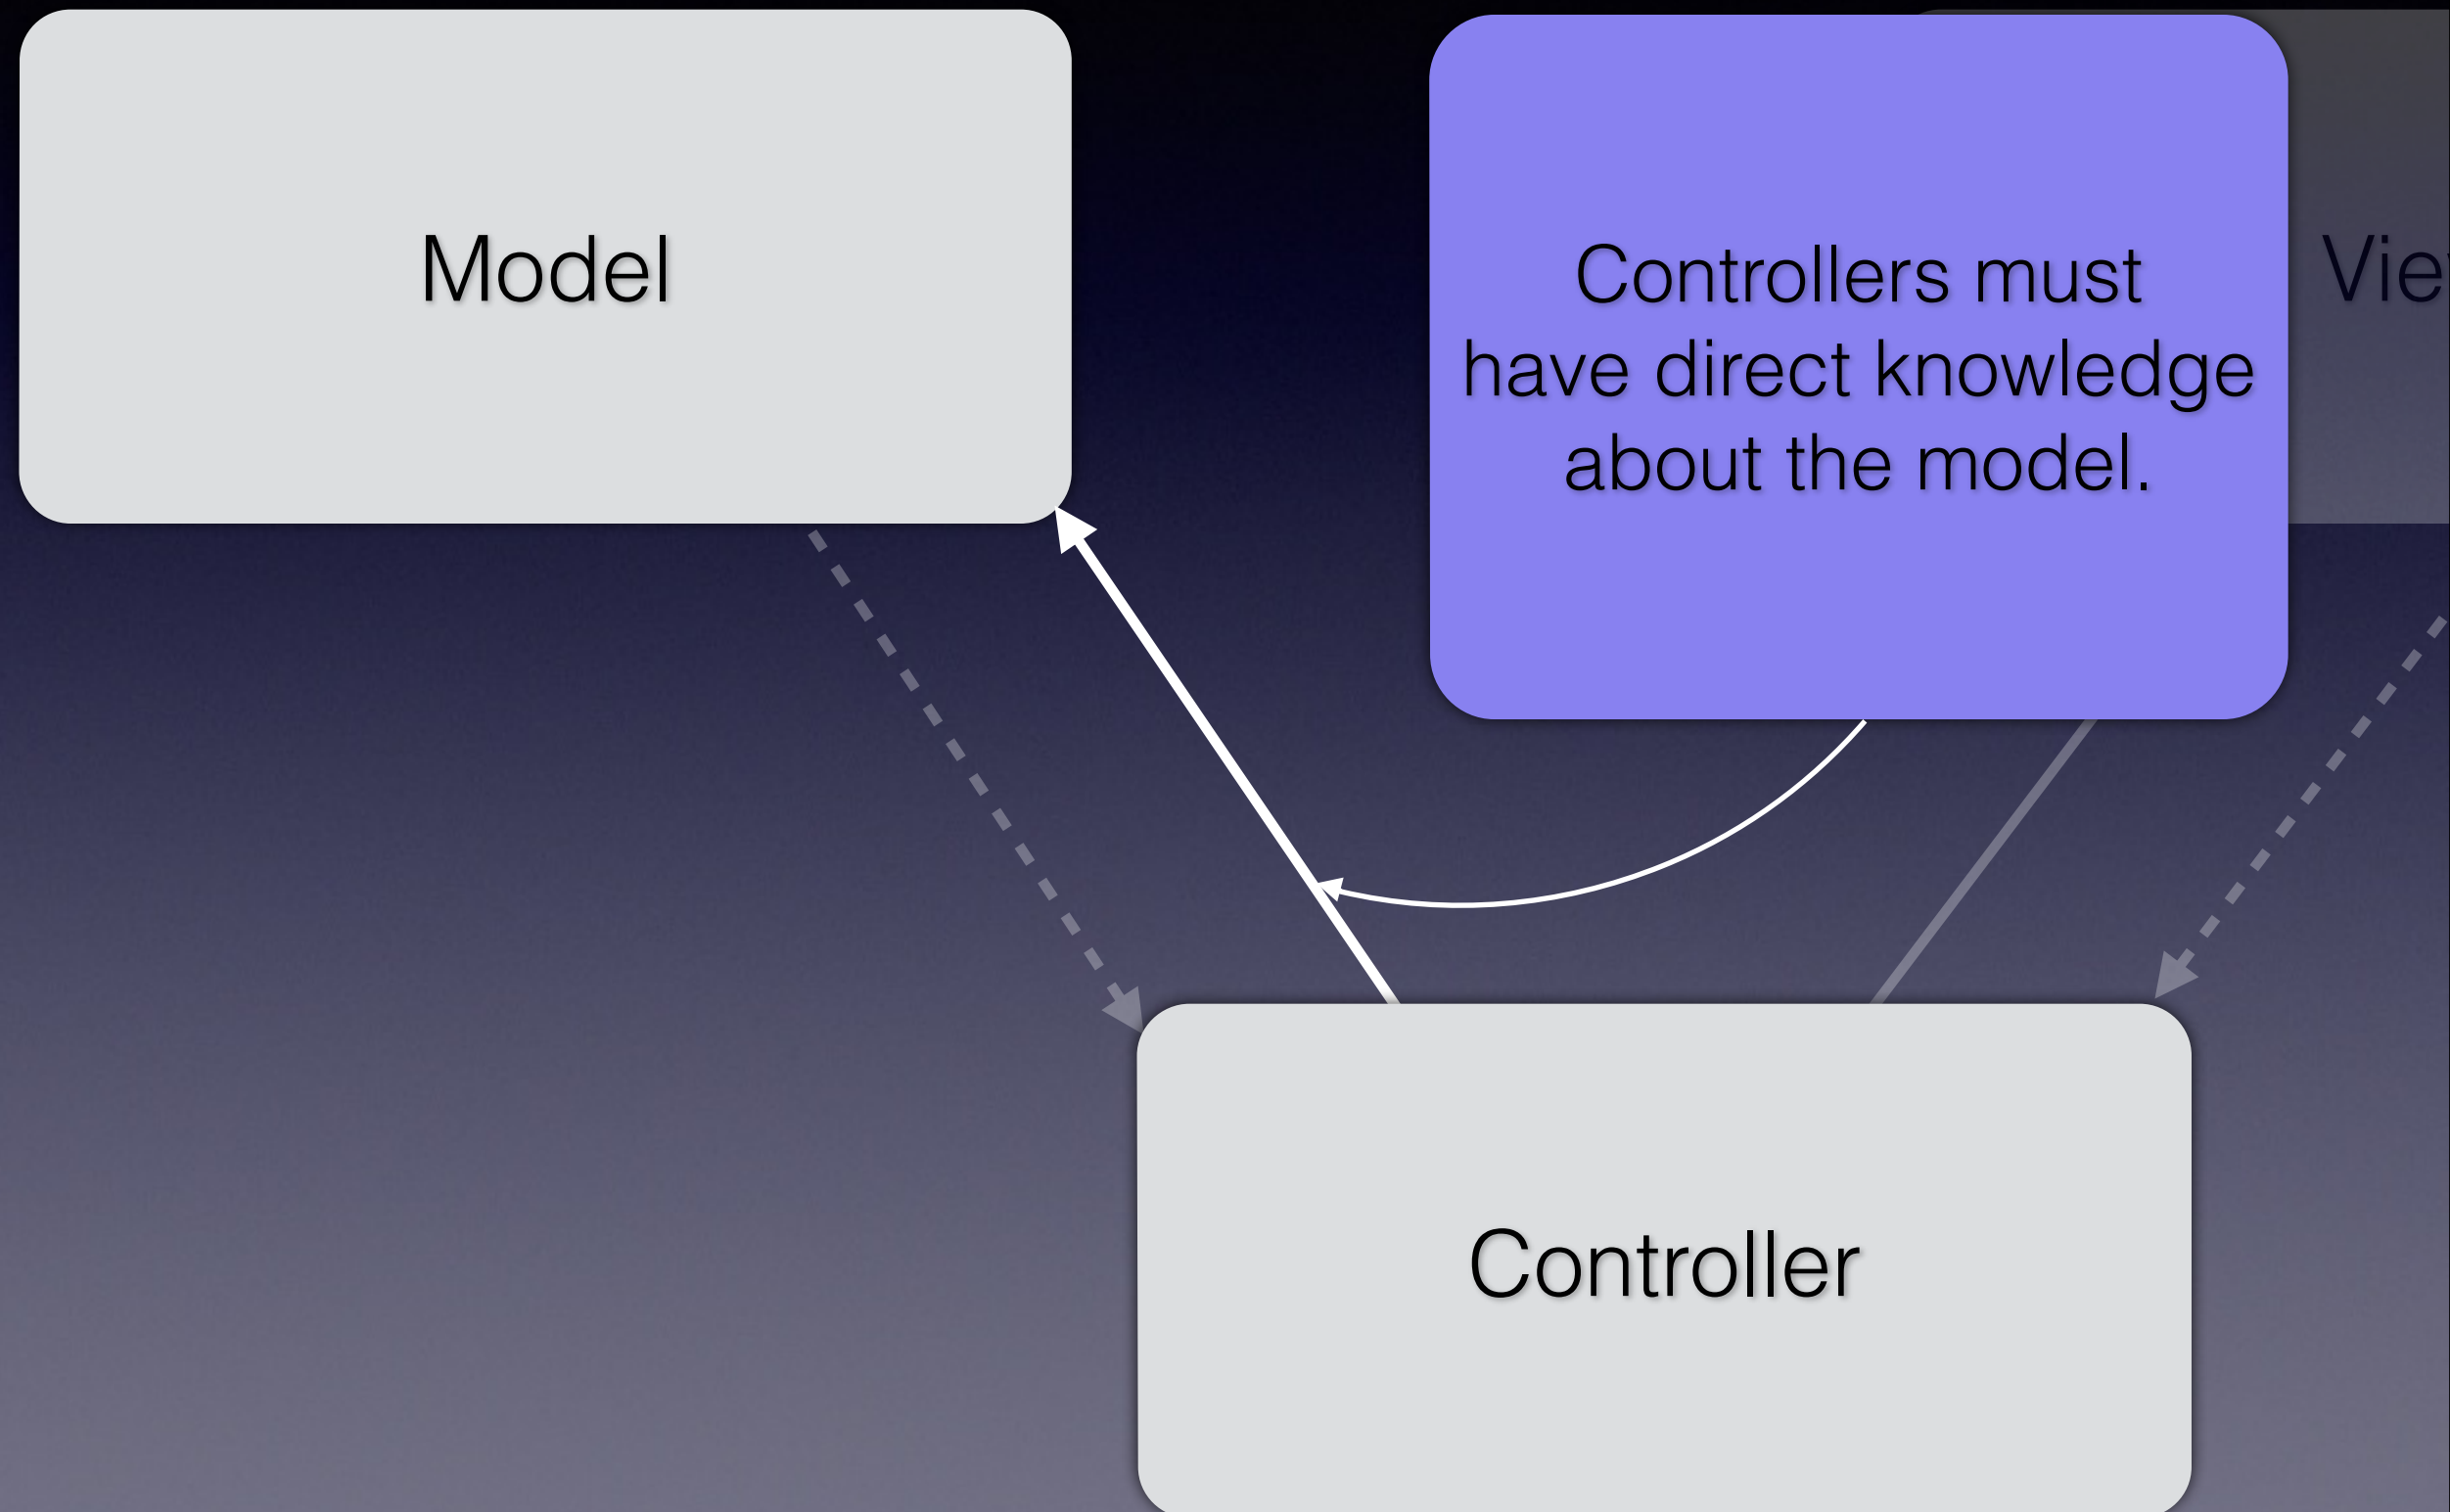 Model
Controllers must
have direct knowledge
about the model.
Controller